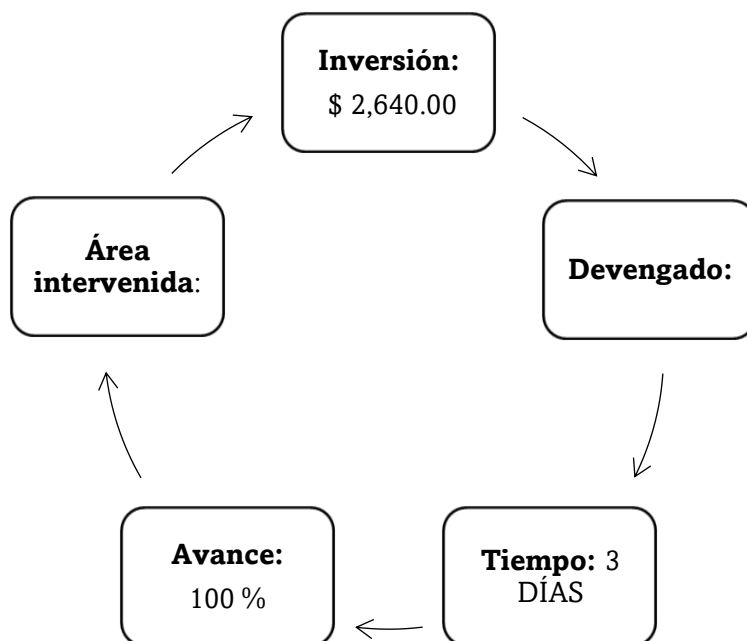 Inversión:
$ 2,640.00
Devengado:
Tiempo: 3
DÍAS
Avance:
100 %
Área
intervenida: